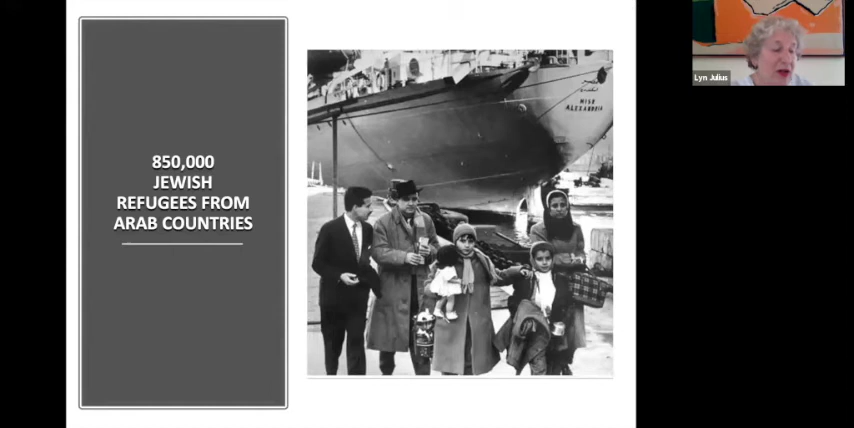 850,000
JEWISH
REFUGEES FROM
ARAB COUNTRIES
MISR
ALEXANDRIA
Lyn Julius